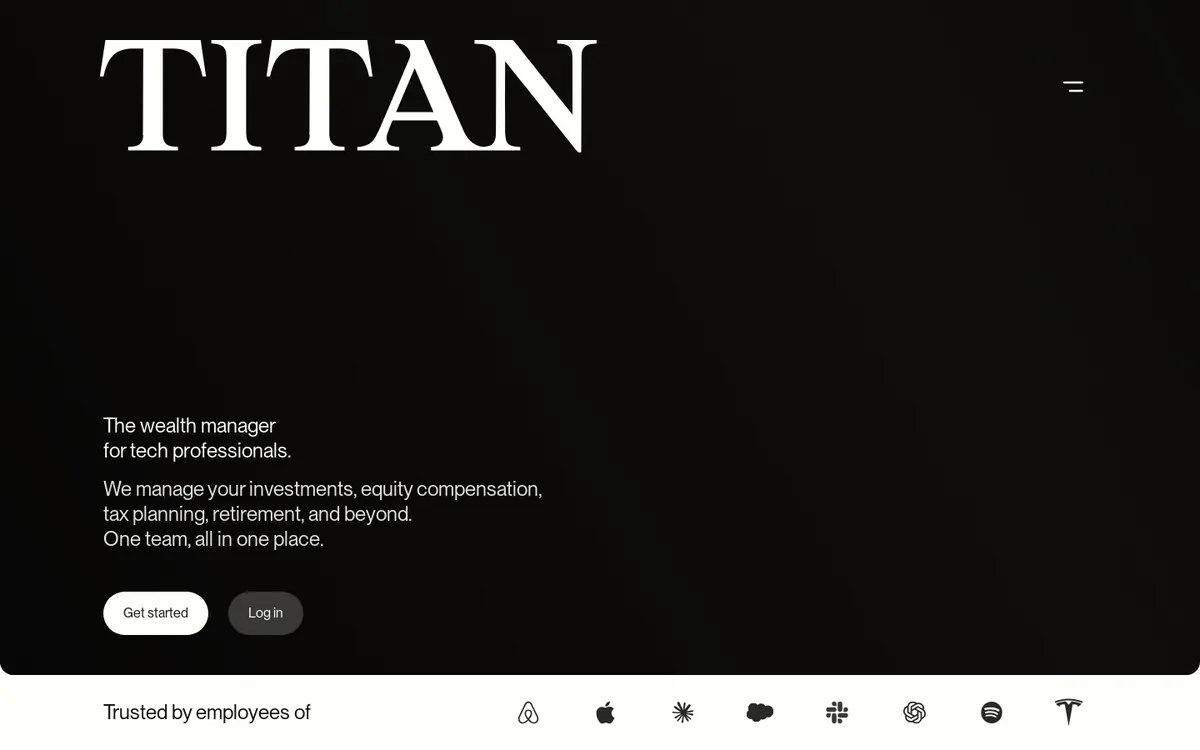 TITAN
The wealth manager
for tech professionals.
We manage your investments, equity compensation,
tax planning, retirement, and beyond.
One team, all in one place.
Get started
Log in
Trusted by employees of